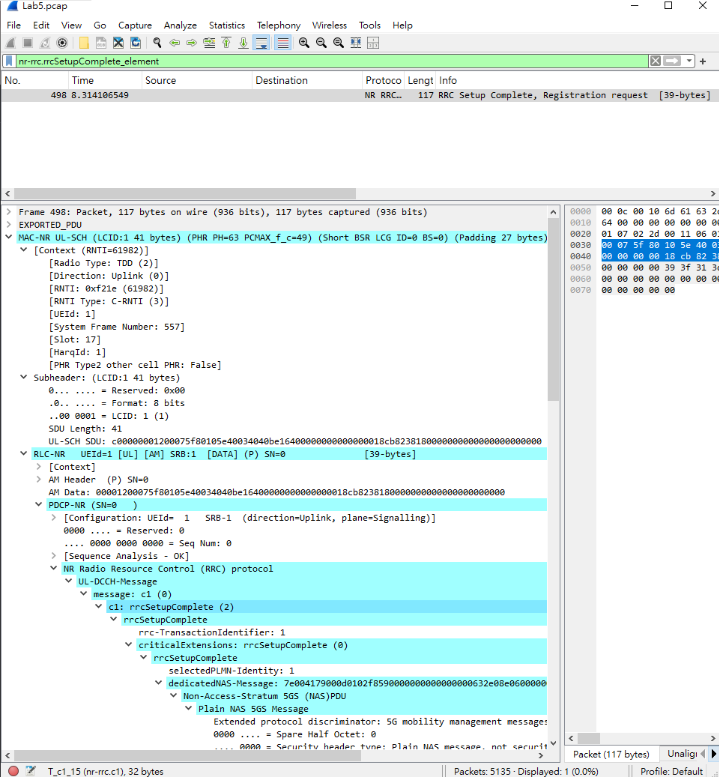 Lab5.pcap
File Edit View Go Capture Analyze Statistics Telephony Wireless Tools Help
nr-rrc.rrcSetupComplete_element
No. Time Source Destination Protoco Lengt Info
498 8.314106549 NR RRC… 117 RRC Setup Complete, Registration request [39-bytes]
Frame 498: Packet, 117 bytes on wire (936 bits), 117 bytes captured (936 bits)
EXPORTED_PDU
MAC-NR UL-SCH (LCID:1 41 bytes) (PHR PH=63 PCMAX_f_c=49) (Short BSR LCG ID=0 BS=0) (Padding 27 bytes)
[Context (RNTI=61982)]
[Radio Type: TDD (2)]
[Direction: Uplink (0)]
[RNTI: 0xf21e (61982)]
[RNTI Type: C-RNTI (3)]
[UEId: 1]
[System Frame Number: 557]
[Slot: 17]
[HarqId: 1]
[PHR Type2 other cell PHR: False]
Subheader: (LCID:1 41 bytes)
0... .... = Reserved: 0x00
.0.. .... = Format: 8 bits
..00 0001 = LCID: 1 (1)
SDU Length: 41
UL-SCH SDU:
RLC-NR UEId=1 [UL] [AM] SRB:1 [DATA] (P) SN=0 [39-bytes]
[Context]
AM Header (P) SN=0
AM Data:
PDCP-NR (SN=0 )
[Configuration: UEId= 1 SRB-1 (direction=Uplink, plane=Signalling)]
0000 .... = Reserved: 0
.... 0000 0000 0000 = Seq Num: 0
[Sequence Analysis - OK]
NR Radio Resource Control (RRC) protocol
UL-DCCH-Message
message: c1 (0)
c1: rrcSetupComplete (2)
rrcSetupComplete
rrc-TransactionIdentifier: 1
criticalExtensions: rrcSetupComplete (0)
rrcSetupComplete
selectedPLMN-Identity: 1
dedicatedNAS-Message:
Non-Access-Stratum 5GS (NAS)PDU
Plain NAS 5GS Message
Extended protocol discriminator: 5G mobility management messages
0000 .... = Spare Half Octet: 0
.... 0000 = Security header type: Plain NAS message, not securit
0000 00 0c 00 10 6d 61 63 2d
0010 64 00 00 00 00 00 00 00
0020 01 07 02 2d 00 11 06 01
0030 00 07 5f 80 10 5e 40 03
0040 00 00 00 00 18 cb 82 38
0050 00 00 00 00 39 3f 31 3d
0060 00 00 00 00 00 00 00 00
0070 00 00 00 00 00
Packet (117 bytes) Unalign
T_c1_15 (nr-rrc.c1), 32 bytes Packets: 5135 · Displayed: 1 (0.0%) Profile: Default